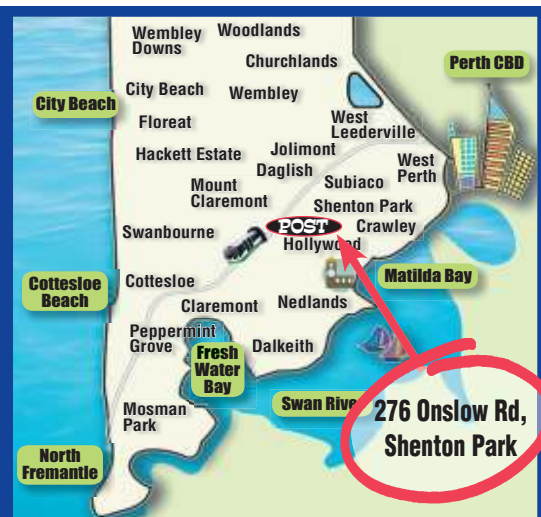 Wembley
Downs
Woodlands
Churchlands
Perth CBD
City Beach
City Beach
Wembley
Floreat
West
Leederville
Hackett Estate
Jolimont
Daglish
West
Perth
Mount
Claremont
Subiaco
Shenton Park
Swanbourne
POST
Crawley
Hollywood
Cottesloe
Beach
Cottesloe
Matilda Bay
Claremont
Nedlands
Peppermint
Grove
Fresh
Water
Bay
Dalkeith
Mosman
Park
Swan River
276 Onslow Rd,
Shenton Park
North
Fremantle